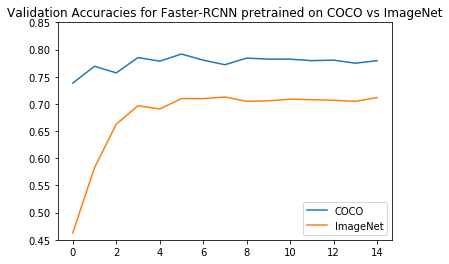 Validation Accuracies for Faster-RCNN pretrained on COCO vs ImageNet
0.85
0.80
0.75
0.70
0.65
0.60
0.55
0.50
0.45
COCO
ImageNet
0 2 4 6 8 10 12 14